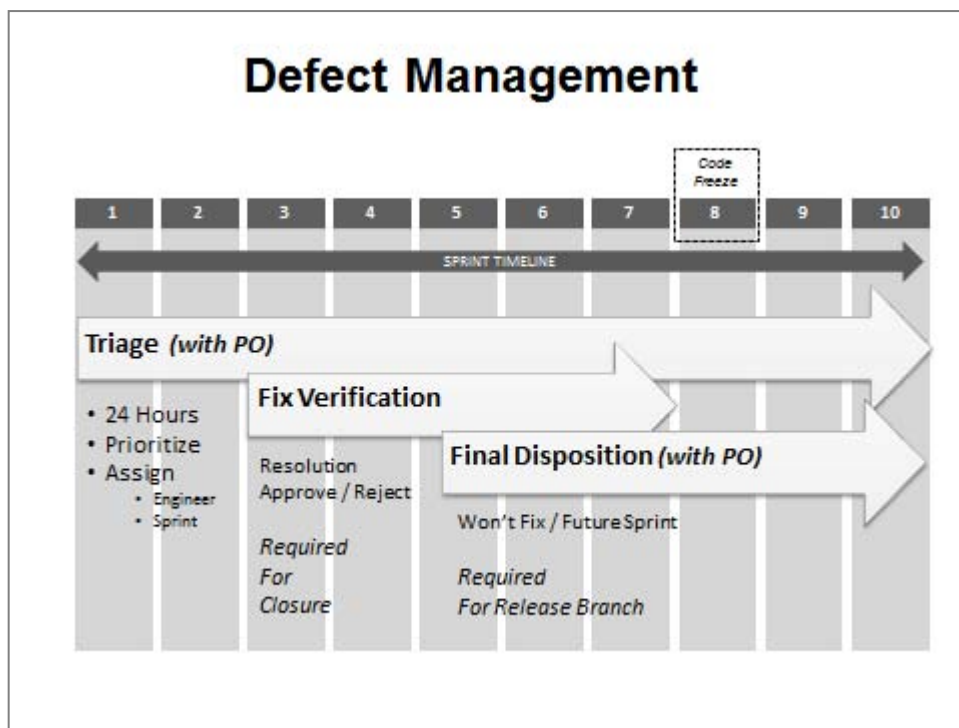 Defect Management
Code
Freeze
1 2 3 4 5 6 7 8 9 10
SPRINT TIMELINE
Triage (with PO)
Fix Verification
• 24 Hours
• Prioritize
• Assign
• Engineer
• Sprint
Resolution
Approve / Reject
Required
For
Closure
Final Disposition (with PO)
Won't Fix / Future Sprint
Required
For Release Branch